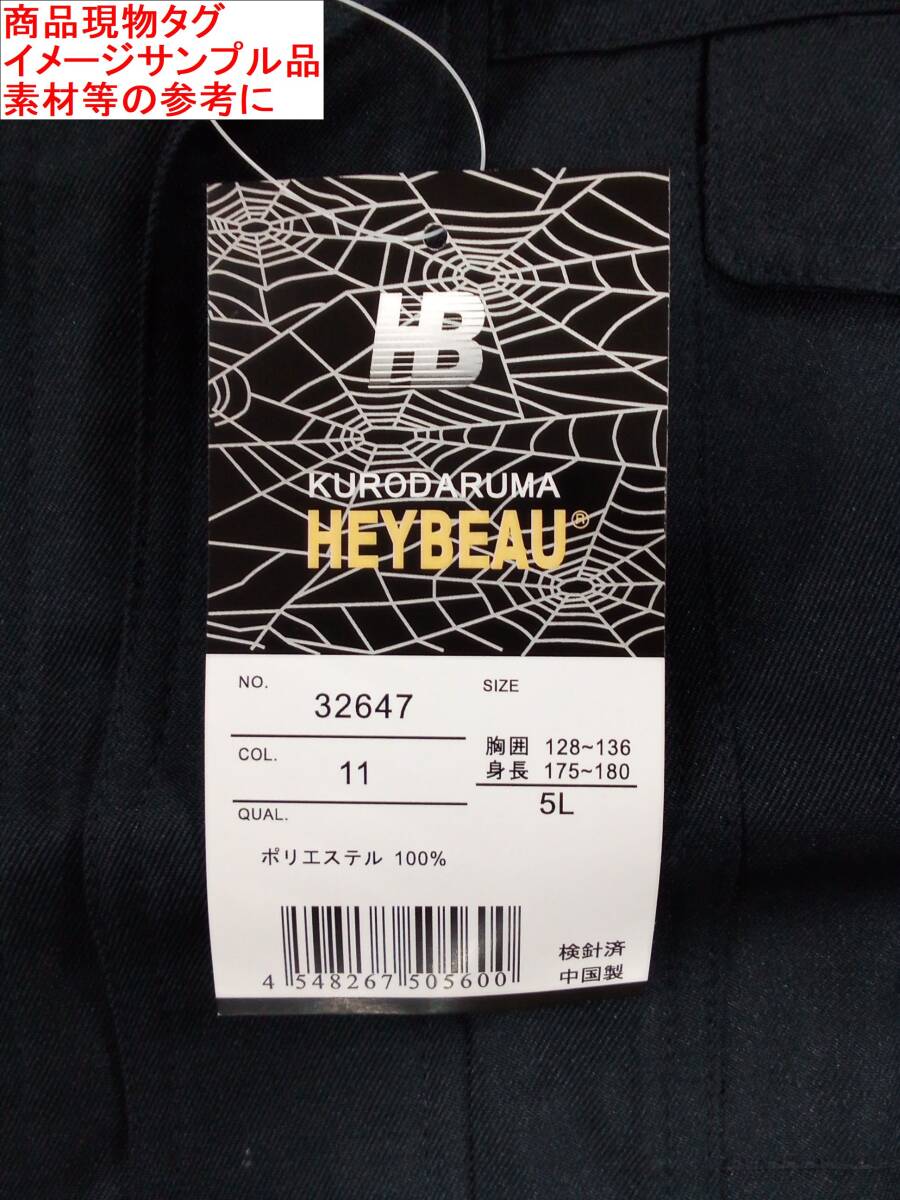 商品現物タグ
イメージサンプル品
素材等の参考に
HB
KURODARUMA
HEYBEAU®
NO.
32647
COL.
11
QUAL.
ポリエステル 100%
SIZE
胸囲 128~136
身長 175~180
5L
4 548267 505600
検針済
中国製